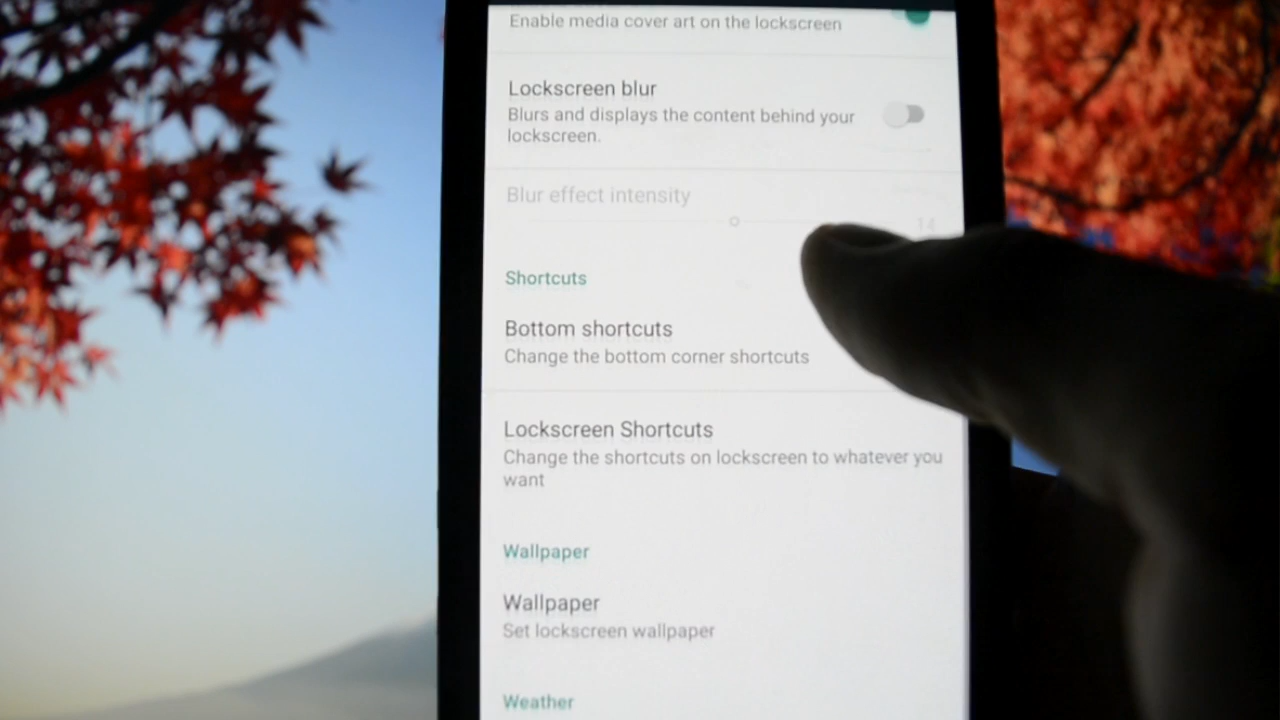 Enable media cover art on the lockscreen
Lockscreen blur
Blurs and displays the content behind your
lockscreen.
Blur effect intensity
14
Shortcuts
Bottom shortcuts
Change the bottom corner shortcuts
Lockscreen Shortcuts
Change the shortcuts on lockscreen to whatever you
want
Wallpaper
Wallpaper
Set lockscreen wallpaper
Weather